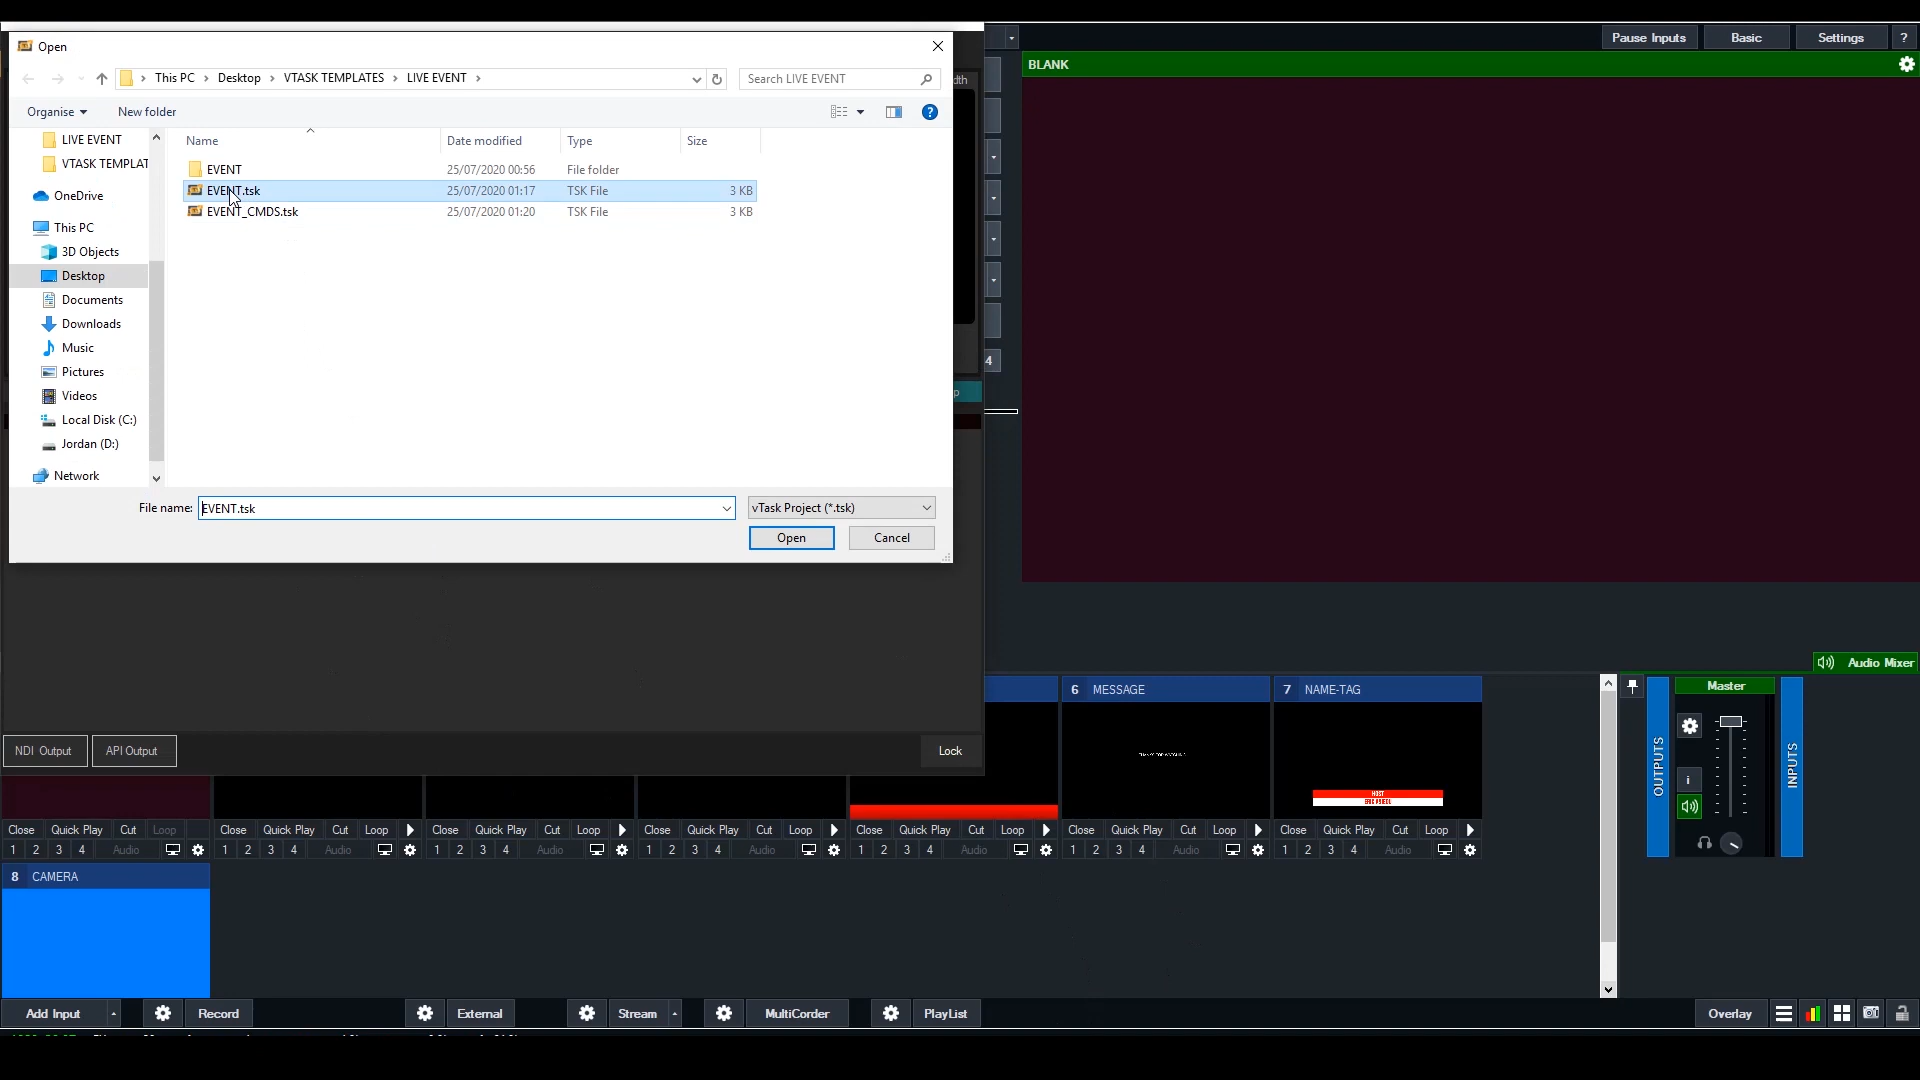 Open
This PC > Desktop > VTASK TEMPLATES > LIVE EVENT >
Search LIVE EVENT
Organise
New folder
Name
Date modified
Type
Size
EVENT 25/07/2020 00:56 File folder
EVENT.tsk 25/07/2020 01:17 TSK File 3 KB
EVENT_CMDS.tsk 25/07/2020 01:20 TSK File 3 KB
LIVE EVENT
VTASK TEMPLAT
OneDrive
This PC
3D Objects
Desktop
Documents
Downloads
Music
Pictures
Videos
Local Disk (C:)
Jordan (D:)
Network
File name: EVENT.tsk
vTask Project (*.tsk)
Open
Cancel
dth
4
p
Pause Inputs
Basic
Settings
?
BLANK
NDI Output
API Output
Lock
Audio Mixer
6 MESSAGE
7 NAME-TAG
HOST
Master
OUTPUTS
INPUTS
i
Close Quick Play Cut Loop
Close Quick Play Cut Loop
Close Quick Play Cut Loop
Close Quick Play Cut Loop
Close Quick Play Cut Loop
Close Quick Play Cut Loop
Close Quick Play Cut Loop
1 2 3 4 Audio
1 2 3 4 Audio
1 2 3 4 Audio
1 2 3 4 Audio
1 2 3 4 Audio
1 2 3 4 Audio
1 2 3 4 Audio
8 CAMERA
Add Input
Record
External
Stream
MultiCorder
PlayList
Overlay